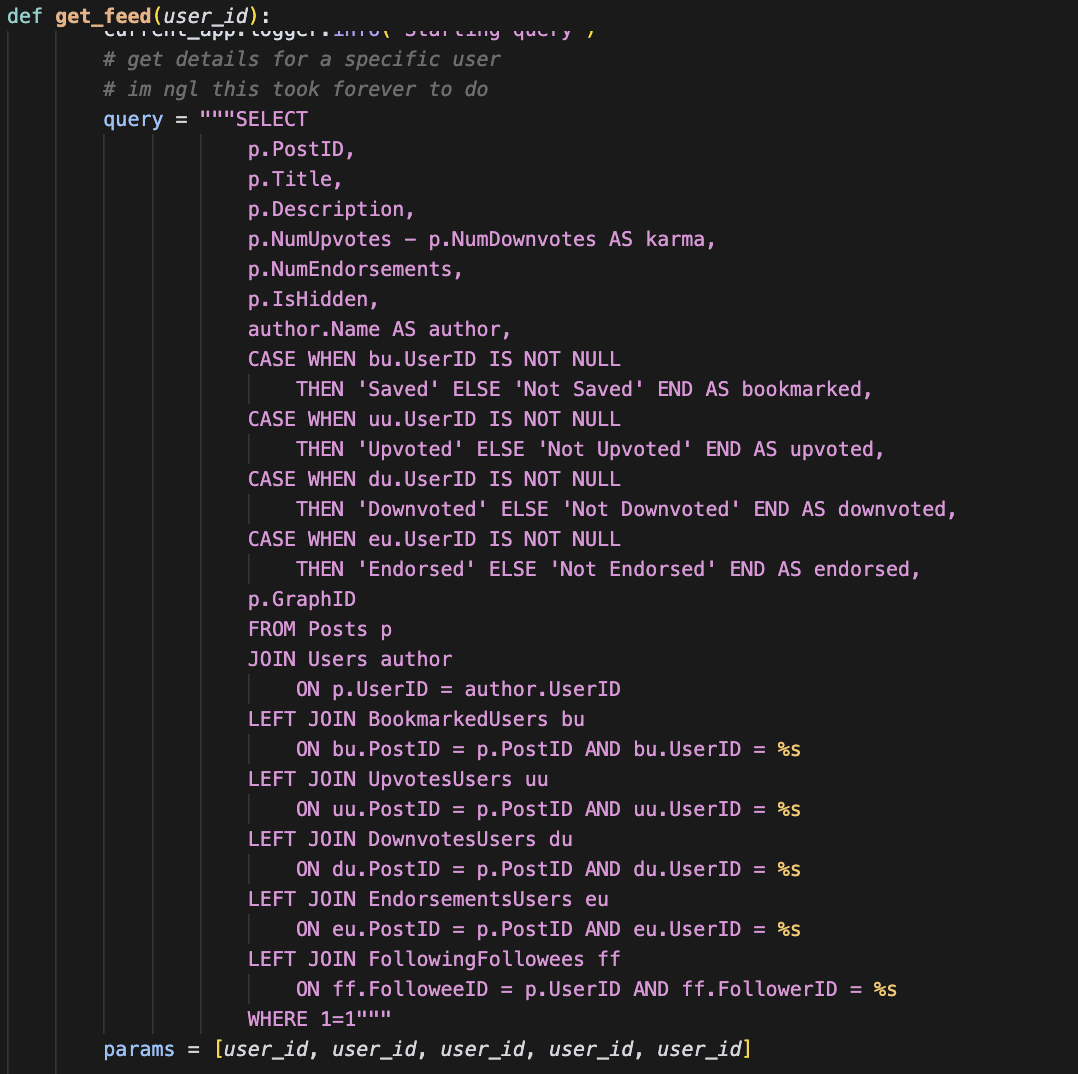 def get_feed(user_id):
current_app.logger.info('Starting query')
# get details for a specific user
# im ngl this took forever to do
query = """SELECT
p.PostID,
p.Title,
p.Description,
p.NumUpvotes - p.NumDownvotes AS karma,
p.NumEndorsements,
p.IsHidden,
author.Name AS author,
CASE WHEN bu.UserID IS NOT NULL
THEN 'Saved' ELSE 'Not Saved' END AS bookmarked,
CASE WHEN uu.UserID IS NOT NULL
THEN 'Upvoted' ELSE 'Not Upvoted' END AS upvoted,
CASE WHEN du.UserID IS NOT NULL
THEN 'Downvoted' ELSE 'Not Downvoted' END AS downvoted,
CASE WHEN eu.UserID IS NOT NULL
THEN 'Endorsed' ELSE 'Not Endorsed' END AS endorsed,
p.GraphID
FROM Posts p
JOIN Users author
ON p.UserID = author.UserID
LEFT JOIN BookmarkedUsers bu
ON bu.PostID = p.PostID AND bu.UserID = %s
LEFT JOIN UpvotesUsers uu
ON uu.PostID = p.PostID AND uu.UserID = %s
LEFT JOIN DownvotesUsers du
ON du.PostID = p.PostID AND du.UserID = %s
LEFT JOIN EndorsementsUsers eu
ON eu.PostID = p.PostID AND eu.UserID = %s
LEFT JOIN FollowingFollowees ff
ON ff.FolloweeID = p.UserID AND ff.FollowerID = %s
WHERE 1=1"""
params = [user_id, user_id, user_id, user_id, user_id]